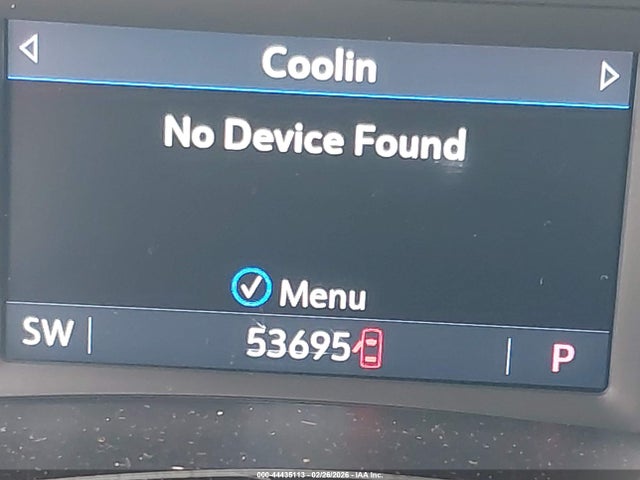 Coolin
No Device Found
Menu
SW
53695
P
000-44435113 - 02/26/2026 - IAA Inc.